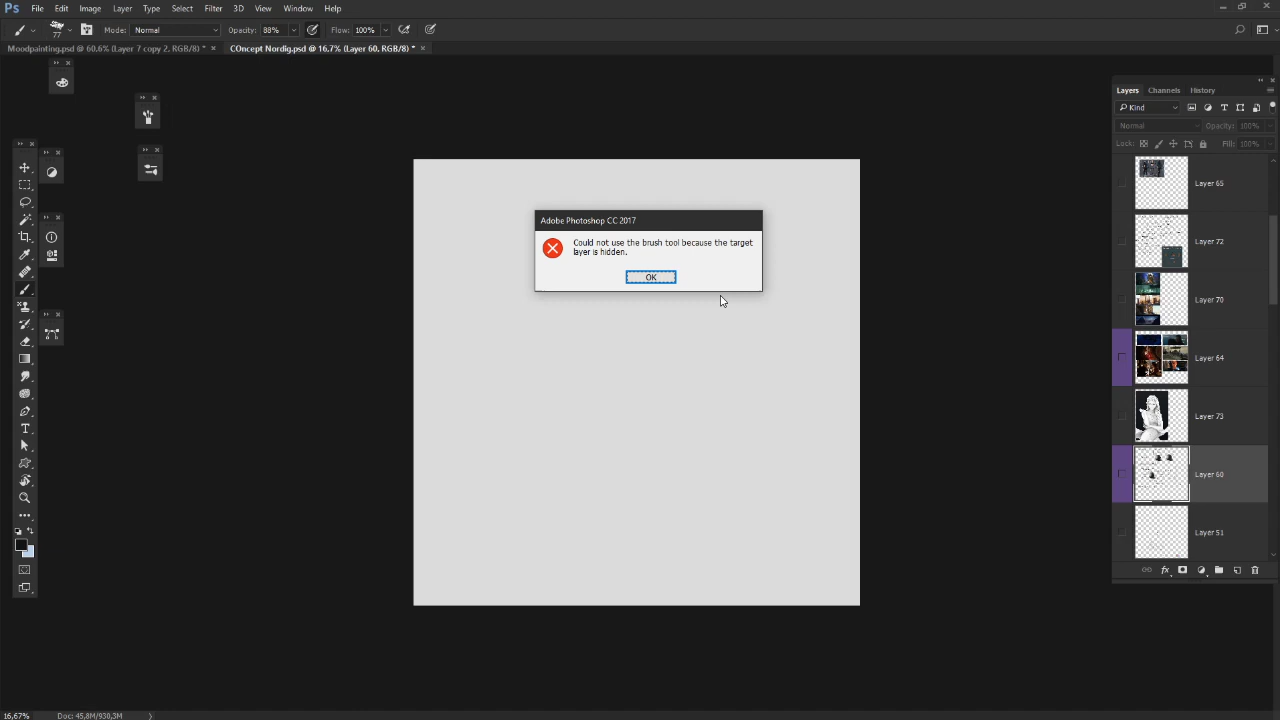 Ps File Edit Image Layer Type Select Filter 3D View Window Help
77 Mode: Normal Opacity: 88% Flow: 100%
Moodpainting.psd @ 60,6% (Layer 7 copy 2, RGB/8) * × COncept Nordig.psd @ 16,7% (Layer 60, RGB/8) * ×
Layers Channels History
Kind
Normal Opacity: 100%
Lock: Fill: 100%
Layer 65
Adobe Photoshop CC 2017
Could not use the brush tool because the target
layer is hidden.
OK
Layer 72
Layer 70
Layer 64
Layer 73
Layer 60
Layer 51
16,67% Doc: 45,8M/930,3M